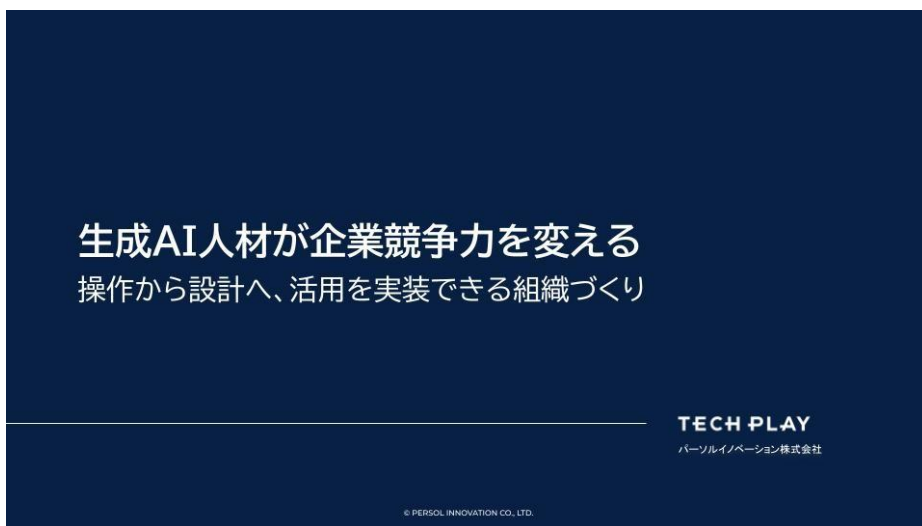 生成AI人材が企業競争力を変える
操作から設計へ、活用を実装できる組織づくり
TECH PLAY
パーソルイノベーション株式会社
© PERSOL INNOVATION CO., LTD.